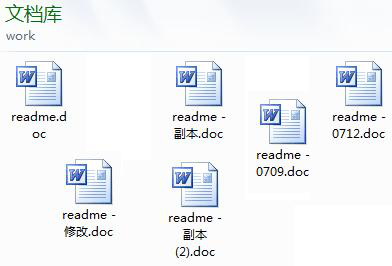 文档库
work
readme.d
oc
readme -
副本.doc
readme -
0709.doc
readme -
0712.doc
readme -
修改.doc
readme -
副本
(2).doc